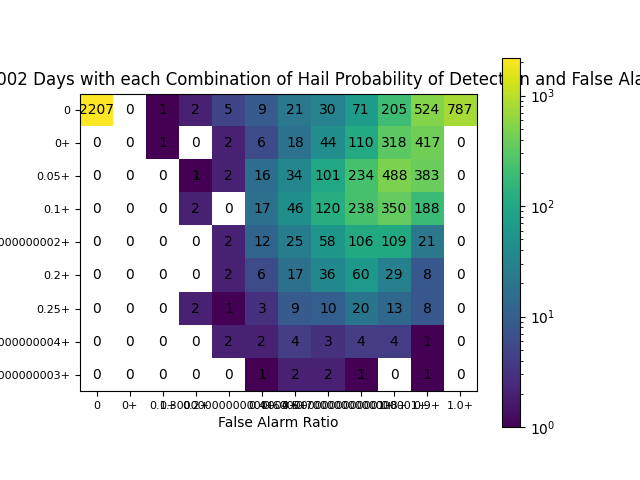 002 Days with each Combination of Hail Probability of Detection and False Ala
0 2207 0 1 2 5 9 21 30 71 205 524 787
0+ 0 0 1 0 2 6 18 44 110 318 417 0
0.05+ 0 0 0 1 2 16 34 101 234 488 383 0
0.1+ 0 0 0 2 0 17 46 120 238 350 188 0
000000002+ 0 0 0 0 2 12 25 58 106 109 21 0
0.2+ 0 0 0 0 2 6 17 36 60 29 8 0
0.25+ 0 0 0 2 1 3 9 10 20 13 8 0
000000004+ 0 0 0 0 2 2 4 3 4 4 1 0
000000003+ 0 0 0 0 0 1 2 2 1 0 1 0
0 0+ 0.9+ 1.0+
False Alarm Ratio
10³
10²
10¹
10⁰